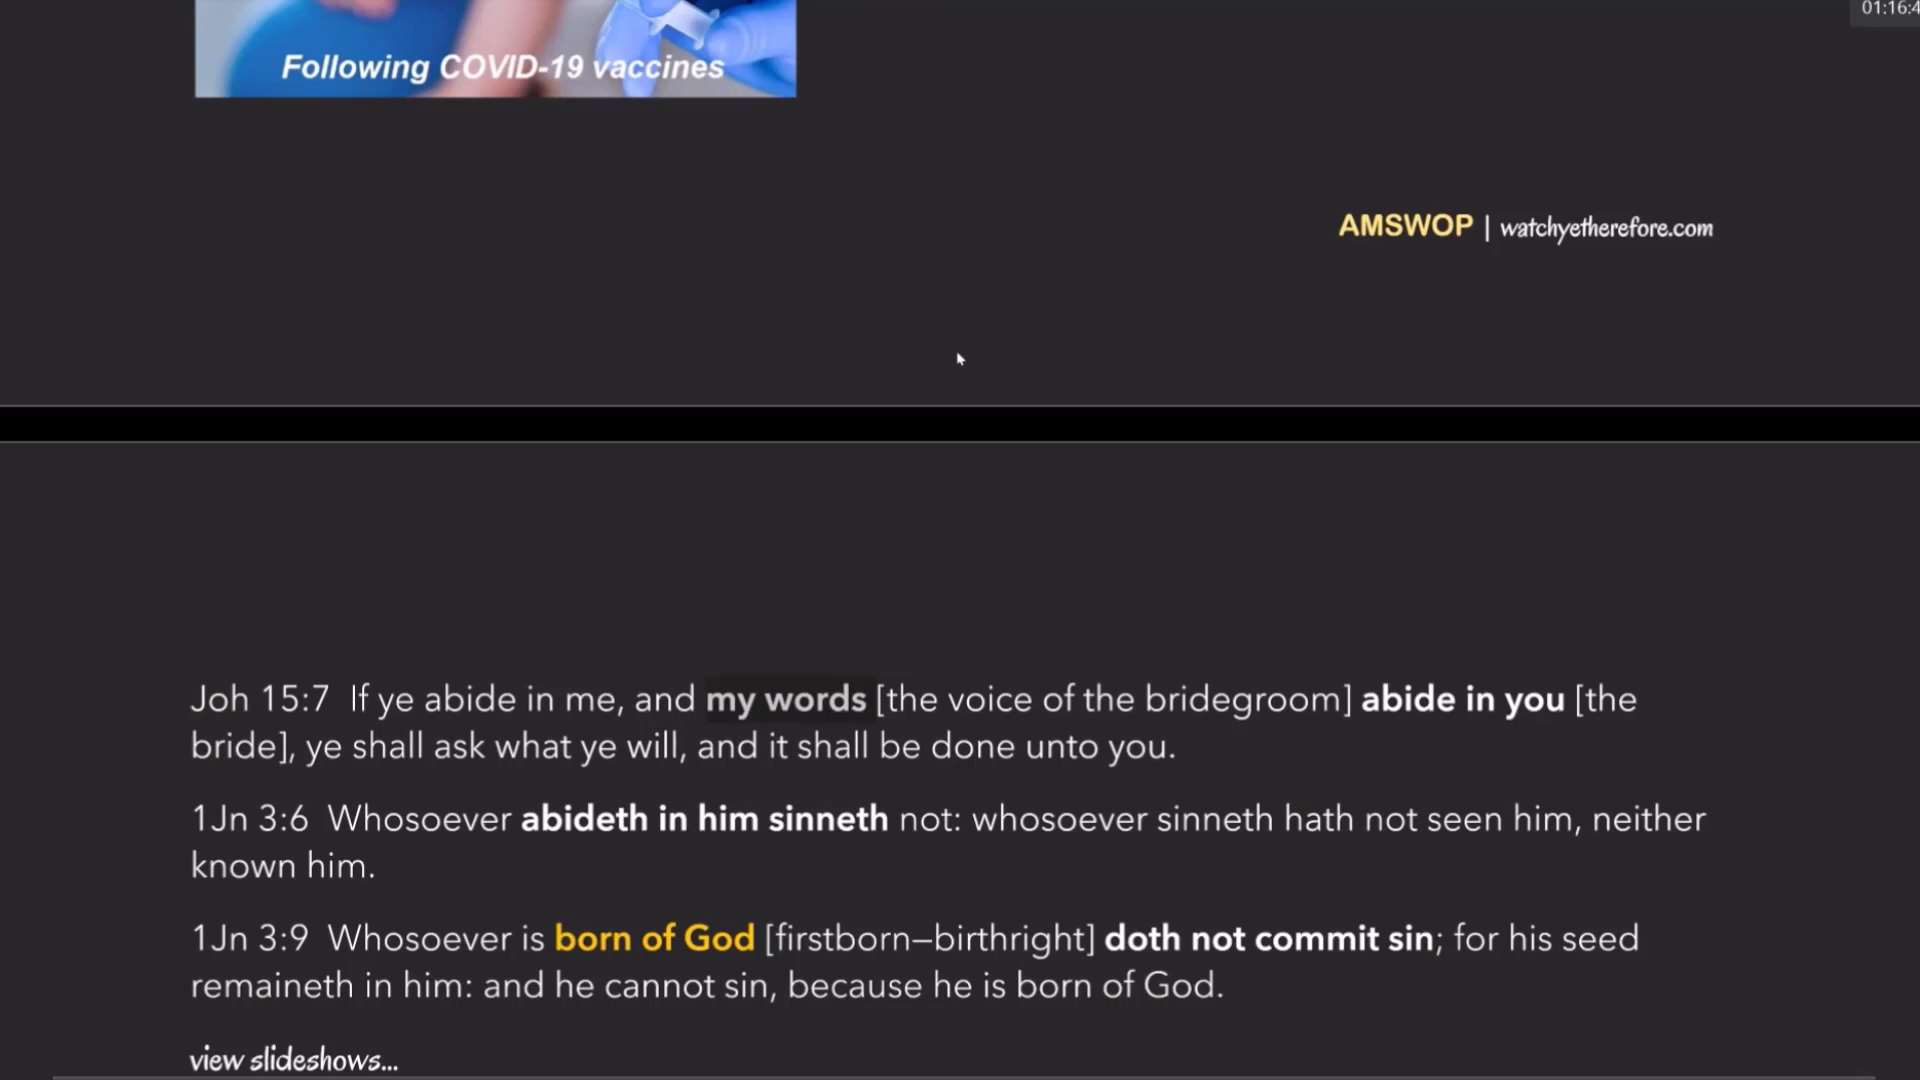 01:16:4
Following COVID-19 vaccines
AMSWOP | watchyetherefore.com
Joh 15:7 If ye abide in me, and my words [the voice of the bridegroom] abide in you [the
bride], ye shall ask what ye will, and it shall be done unto you.
1Jn 3:6 Whosoever abideth in him sinneth not: whosoever sinneth hath not seen him, neither
known him.
1Jn 3:9 Whosoever is born of God [firstborn–birthright] doth not commit sin; for his seed
remaineth in him: and he cannot sin, because he is born of God.
view slideshows...